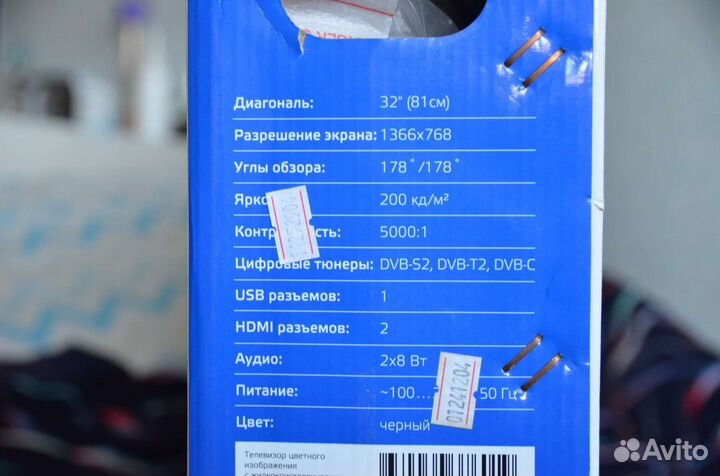 Диагональ: 32" (81см)
Разрешение экрана: 1366x768
Углы обзора: 178˚/178˚
200 кд/м²
5000:1
Цифровые тюнеры: DVB-S2, DVB-T2, DVB-C
USB разъемов: 1
HDMI разъемов: 2
Аудио: 2x8 Вт
Питание: ~100... 50 Гц
01241204
Цвет: черный
Телевизор цветного
изображения
Avito